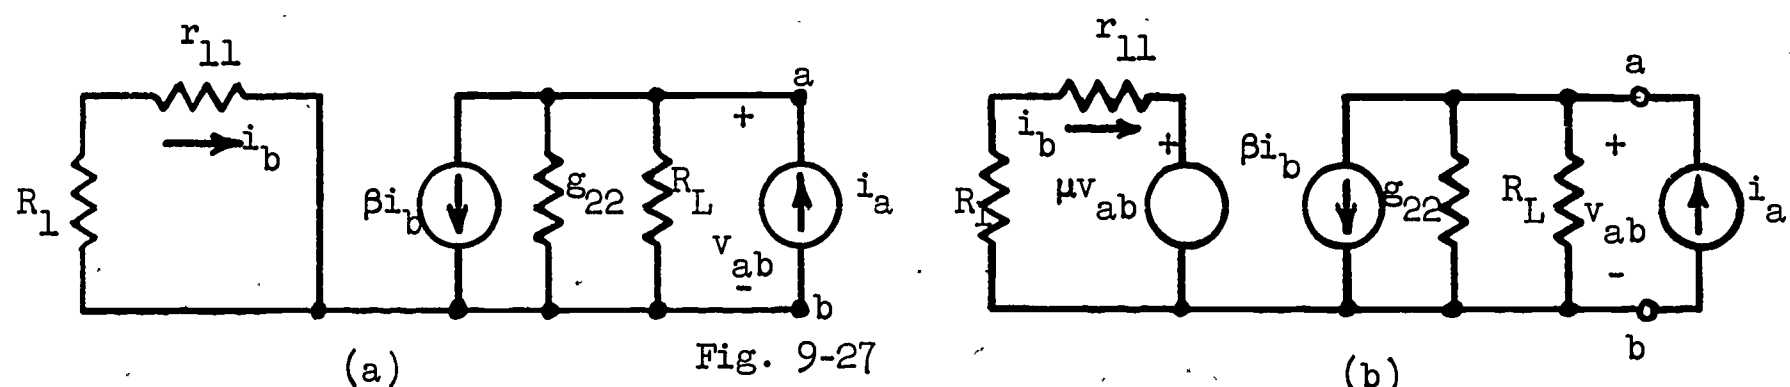 r11
ib
R1
βib
g22
RL
a
+
vab
-
ia
b
(a)
Fig. 9-27
r11
ib
+
μvab
βib
g22
RL
a
+
vab
-
ia
b
(b)